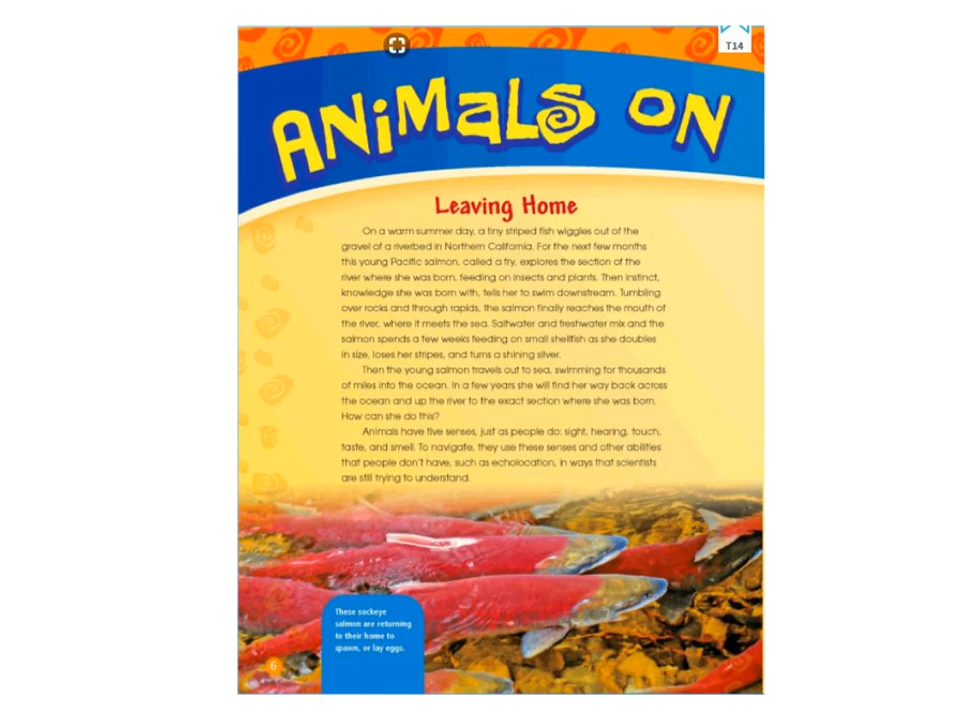 T14
ANiMaLS ON
Leaving Home
On a warm summer day, a tiny striped fish wiggles out of the
gravel of a riverbed in Northern California. For the next few months
this young Pacific salmon, called a fry, explores the section of the
river where she was born, feeding on insects and plants. Then instinct,
knowledge she was born with, tells her to swim downstream. Tumbling
over rocks and through rapids, the salmon finally reaches the mouth of
the river, where it meets the sea. Saltwater and freshwater mix and the
salmon spends a few weeks feeding on small shellfish as she doubles
in size, loses her stripes, and turns a shining silver.
Then the young salmon travels out to sea, swimming for thousands
of miles into the ocean. In a few years she will find her way back across
the ocean and up the river to the exact section where she was born.
How can she do this?
Animals have five senses, just as people do: sight, hearing, touch,
taste, and smell. To navigate, they use these senses and other abilities
that people don't have, such as echolocation, in ways that scientists
are still trying to understand.
These sockeye
salmon are returning
to their home to
spawn, or lay eggs.
6